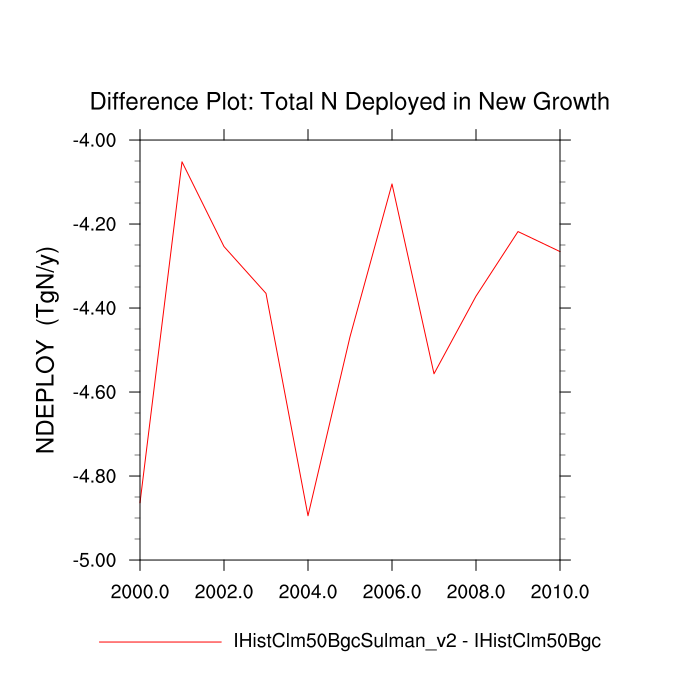 Difference Plot: Total N Deployed in New Growth
NDEPLOY (TgN/y)
-4.00
-4.20
-4.40
-4.60
-4.80
-5.00
2000.0 2002.0 2004.0 2006.0 2008.0 2010.0
IHistClm50BgcSulman_v2 - IHistClm50Bgc